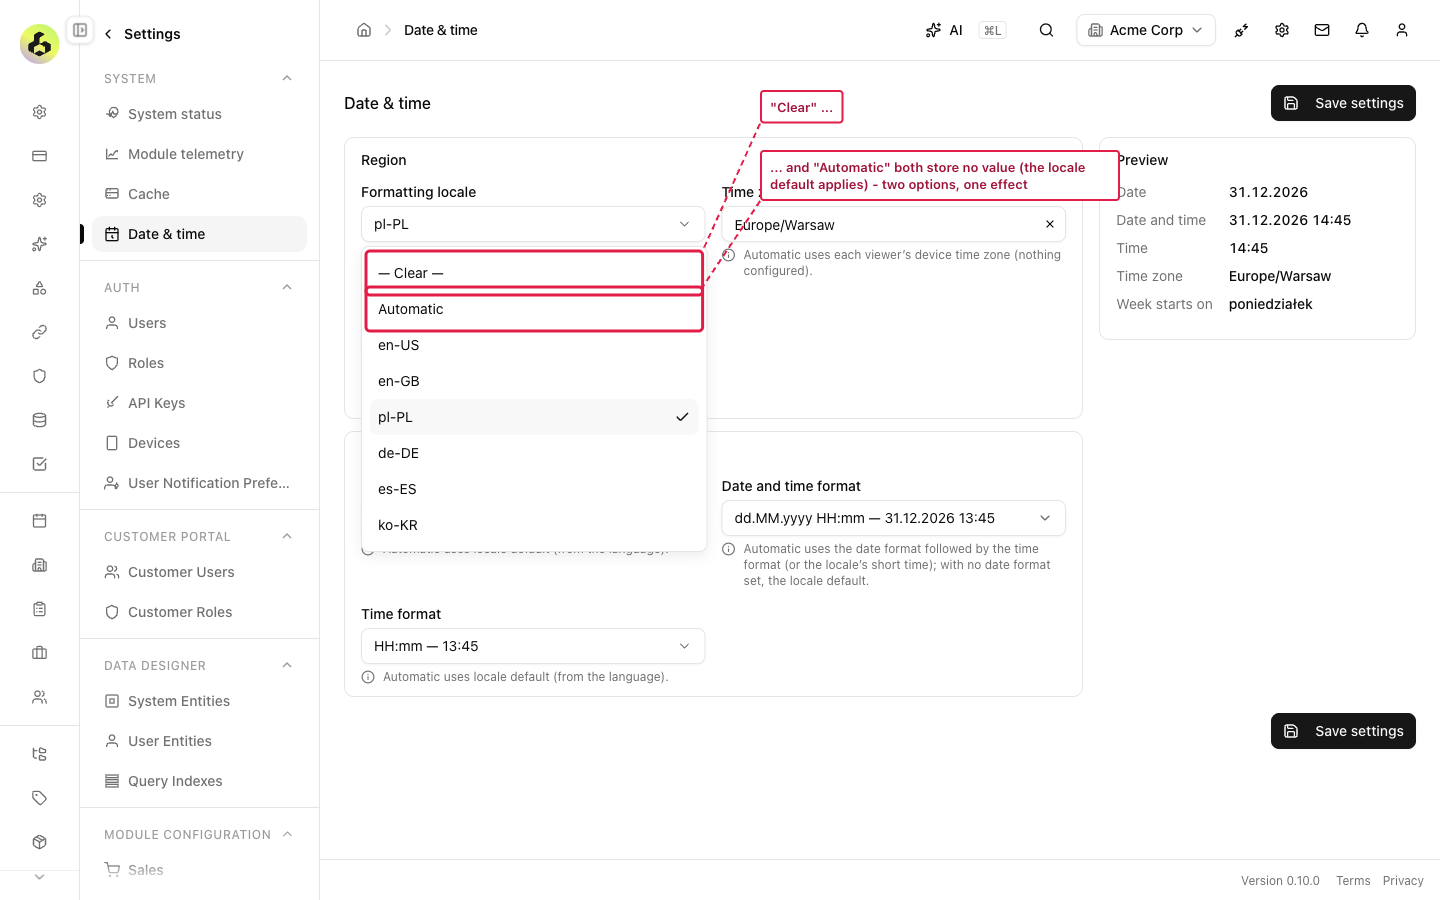 Settings
Date & time
AI
⌘L
Acme Corp
SYSTEM
System status
Module telemetry
Cache
Date & time
AUTH
Users
Roles
API Keys
Devices
User Notification Prefe...
CUSTOMER PORTAL
Customer Users
Customer Roles
DATA DESIGNER
System Entities
User Entities
Query Indexes
MODULE CONFIGURATION
Sales
Date & time
Save settings
"Clear" ...
... and "Automatic" both store no value (the locale
default applies) - two options, one effect
Region
Formatting locale
pl-PL
— Clear —
Automatic
en-US
en-GB
pl-PL
de-DE
es-ES
ko-KR
Time
Europe/Warsaw
Automatic uses each viewer's device time zone (nothing
configured).
Date and time format
dd.MM.yyyy HH:mm — 31.12.2026 13:45
Automatic uses the date format followed by the time
format (or the locale's short time); with no date format
set, the locale default.
Automatic uses locale default (from the language).
Time format
HH:mm — 13:45
Automatic uses locale default (from the language).
Preview
Date 31.12.2026
Date and time 31.12.2026 14:45
Time 14:45
Time zone Europe/Warsaw
Week starts on poniedziałek
Save settings
Version 0.10.0 Terms Privacy